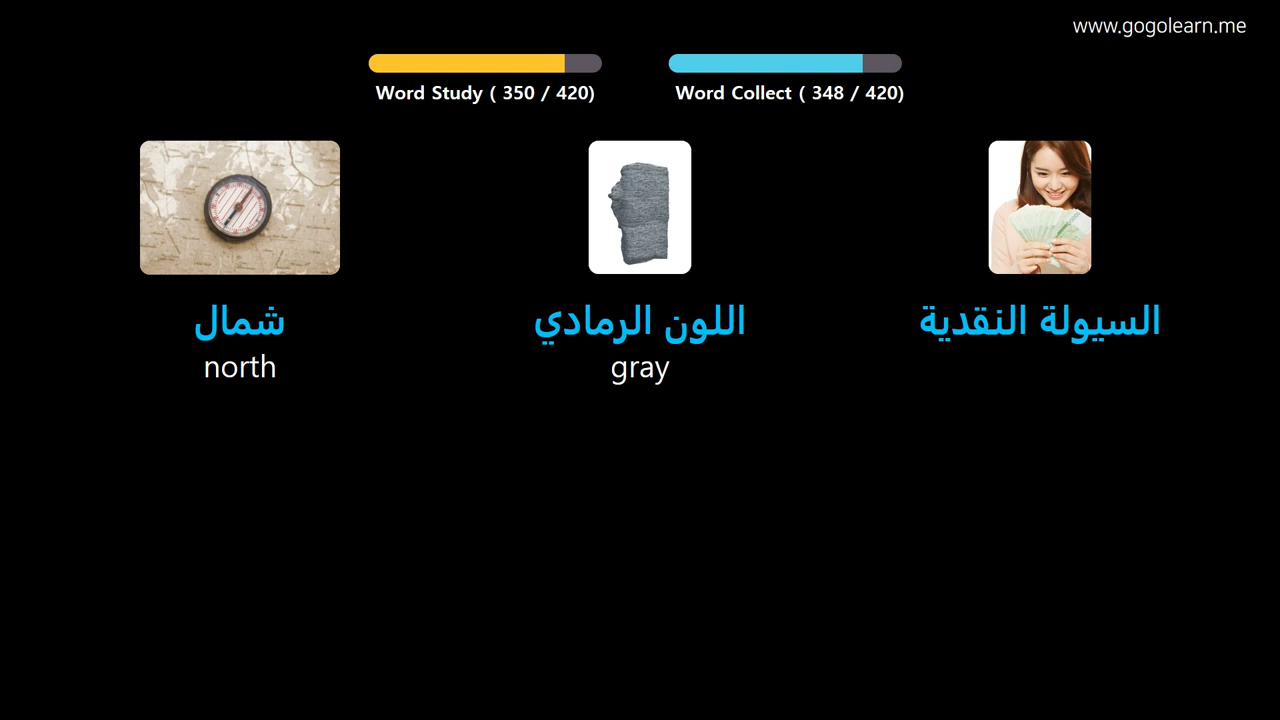 www.gogolearn.me
Word Study ( 350 / 420)
Word Collect ( 348 / 420)
شمال
north
اللون الرمادي
gray
السيولة النقدية